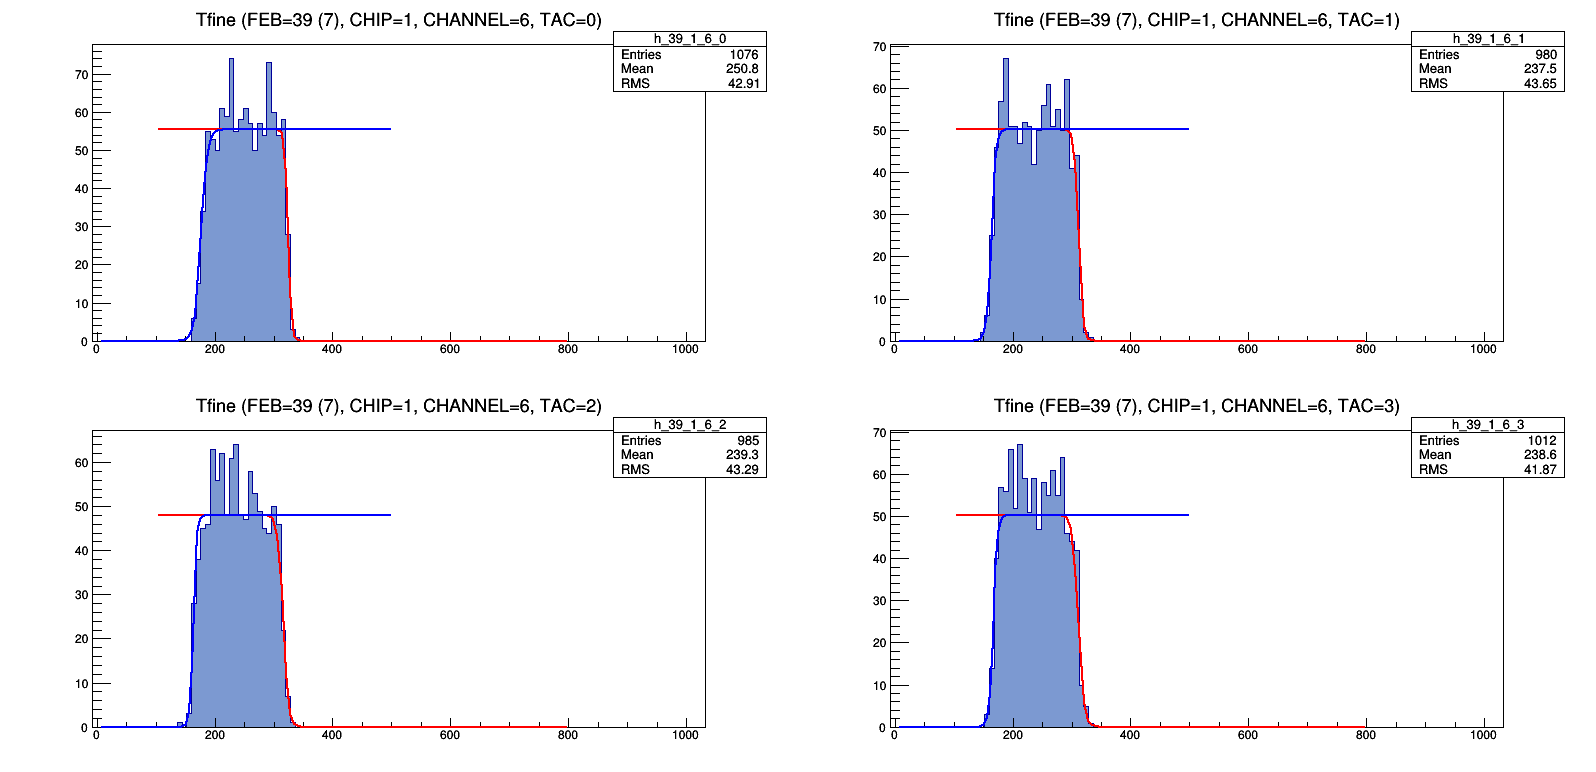 Tfine (FEB=39 (7), CHIP=1, CHANNEL=6, TAC=0)
h_39_1_6_0
Entries 1076
Mean 250.8
RMS 42.91
70
60
50
40
30
20
10
0
0 200 400 600 800 1000
Tfine (FEB=39 (7), CHIP=1, CHANNEL=6, TAC=1)
h_39_1_6_1
Entries 980
Mean 237.5
RMS 43.65
70
60
50
40
30
20
10
0
0 200 400 600 800 1000
Tfine (FEB=39 (7), CHIP=1, CHANNEL=6, TAC=2)
h_39_1_6_2
Entries 985
Mean 239.3
RMS 43.29
60
50
40
30
20
10
0
0 200 400 600 800 1000
Tfine (FEB=39 (7), CHIP=1, CHANNEL=6, TAC=3)
h_39_1_6_3
Entries 1012
Mean 238.6
RMS 41.87
70
60
50
40
30
20
10
0
0 200 400 600 800 1000